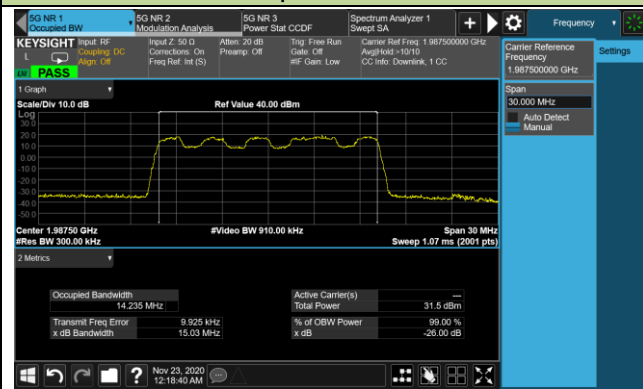 5G NR 1
Occupied BW
5G NR 2
Modulation Analysis
5G NR 3
Power Stat CCDF
Spectrum Analyzer 1
Swept SA
Frequency
KEYSIGHT
L
Input: RF
Coupling: DC
Align: Off
Input Z: 50 Ω
Corrections: On
Freq Ref: Int (S)
Atten: 20 dB
Preamp: Off
Trig: Free Run
Gate: Off
#IF Gain: Low
Carrier Ref Freq: 1.987500000 GHz
Avg|Hold:>10/10
CC Info: Downlink, 1 CC
LW
PASS
Carrier Reference
Frequency
1.987500000 GHz
Settings
Span
30.000 MHz
Auto Detect
Manual
1 Graph
Scale/Div 10.0 dB
Ref Value 40.00 dBm
Log
30.0
20.0
10.0
0.00
-10.0
-20.0
-30.0
-40.0
-50.0
Center 1.98750 GHz
#Video BW 910.00 kHz
Span 30 MHz
#Res BW 300.00 kHz
Sweep 1.07 ms (2001 pts)
2 Metrics
Occupied Bandwidth
14.235 MHz
Active Carrier(s)
---
Total Power
31.5 dBm
Transmit Freq Error
9.925 kHz
% of OBW Power
99.00 %
x dB Bandwidth
15.03 MHz
x dB
-26.00 dB
?
Nov 23, 2020
12:18:40 AM